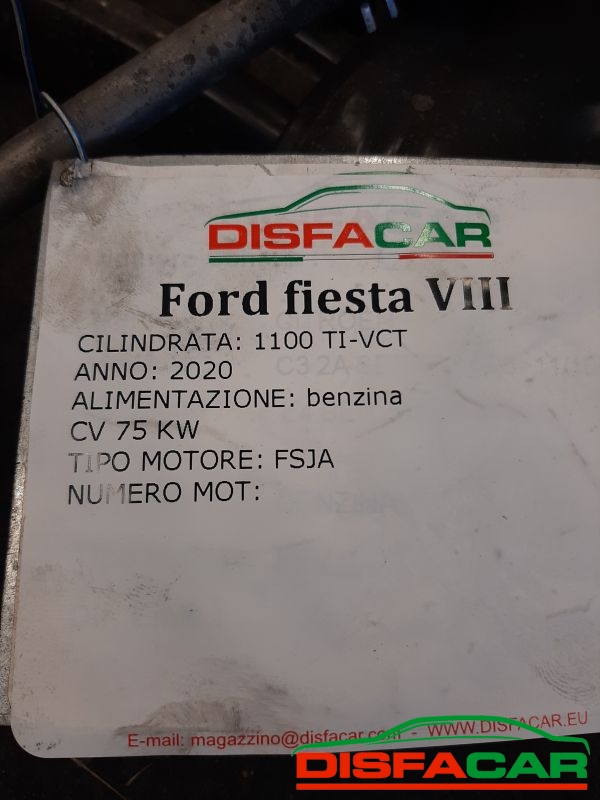 DISFACAR
Ford fiesta VIII
CILINDRATA: 1100 TI-VCT
ANNO: 2020
ALIMENTAZIONE: benzina
CV 75 KW
TIPO MOTORE: FSJA
NUMERO MOT:
E-mail: magazzino@disfacar.com - WWW.DISFACAR.EU
DISFACAR